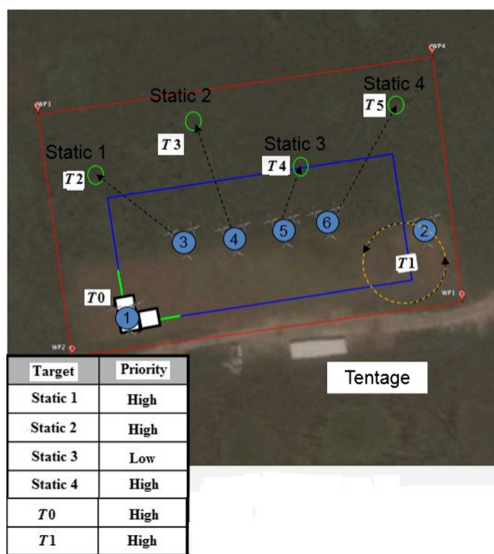 WP4
WP3
Static 4
Static 2
T5
T3
Static 1
Static 3
T4
T2
6
2
5
4
3
T1
T0
WP1
1
WP2
Tentage
Target Priority
Static 1 High
Static 2 High
Static 3 Low
Static 4 High
T0 High
T1 High